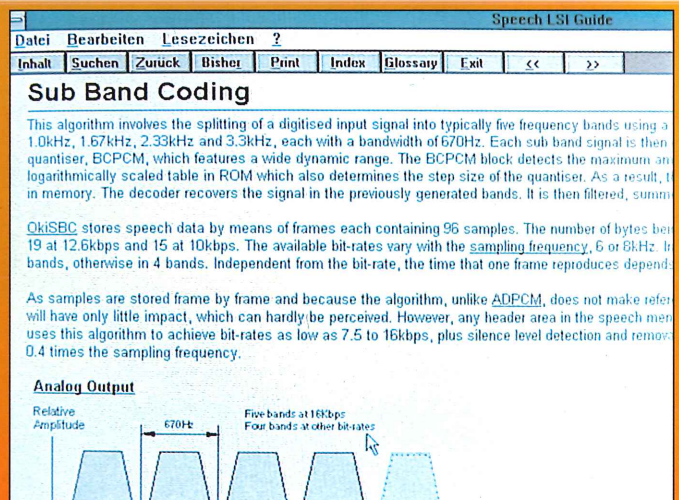 Speech LSI Guide
Datei Bearbeiten Lesezeichen ?
Inhalt Suchen Zurück Bisher Print Index Glossary Exit << >>
Sub Band Coding
This algorithm involves the splitting of a digitised input signal into typically five frequency bands using a
1.0kHz, 1.67kHz, 2.33kHz and 3.3kHz, each with a bandwidth of 670Hz. Each sub band signal is then
quantiser, BCPCM, which features a wide dynamic range. The BCPCM block detects the maximum an
logarithmically scaled table in ROM which also determines the step size of the quantiser. As a result, t
in memory. The decoder recovers the signal in the previously generated bands. It is then filtered, summ
OkiSBC stores speech data by means of frames each containing 96 samples. The number of bytes bei
19 at 12.6kbps and 15 at 10kbps. The available bit-rates vary with the sampling frequency, 6 or 8kHz. In
bands, otherwise in 4 bands. Independent from the bit-rate, the time that one frame reproduces depend
As samples are stored frame by frame and because the algorithm, unlike ADPCM, does not make refer
will have only little impact, which can hardly be perceived. However, any header area in the speech mem
uses this algorithm to achieve bit-rates as low as 7.5 to 16kbps, plus silence level detection and remova
0.4 times the sampling frequency.
Analog Output
Relative
Amplitude
670Hz
Five bands at 16Kbps
Four bands at other bit-rates